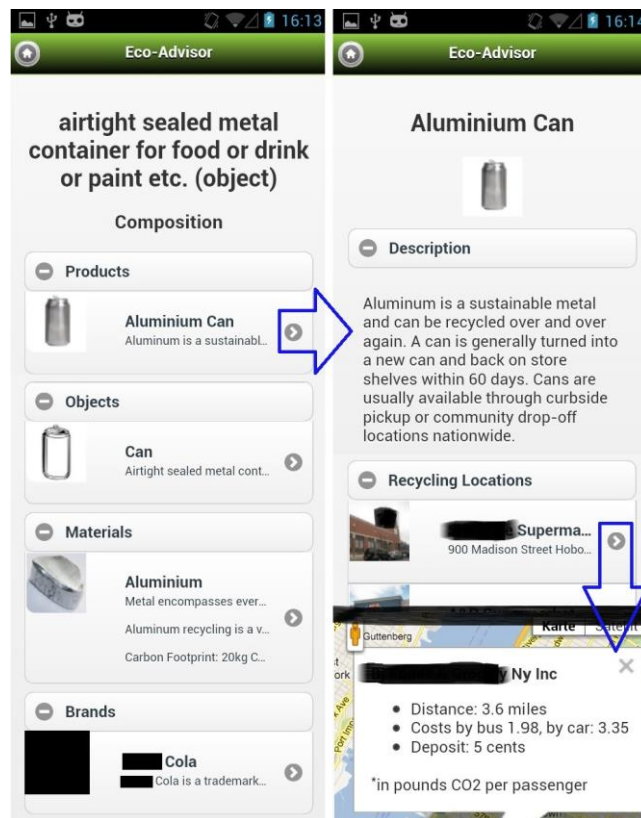 16:13
Eco-Advisor
airtight sealed metal
container for food or drink
or paint etc. (object)
Composition
Products
Aluminium Can
Aluminum is a sustainabl...
Objects
Can
Airtight sealed metal cont...
Materials
Aluminium
Metal encompasses ever...
Aluminum recycling is a v...
Carbon Footprint: 20kg C...
Brands
Cola
Cola is a trademark...
16:14
Eco-Advisor
Aluminium Can
Description
Aluminum is a sustainable metal
and can be recycled over and over
again. A can is generally turned into
a new can and back on store
shelves within 60 days. Cans are
usually available through curbside
pickup or community drop-off
locations nationwide.
Recycling Locations
Superma...
900 Madison Street Hobo...
Guttenberg
Karte
Ny Inc
Distance: 3.6 miles
Costs by bus 1.98, by car: 3.35
Deposit: 5 cents
*in pounds CO2 per passenger